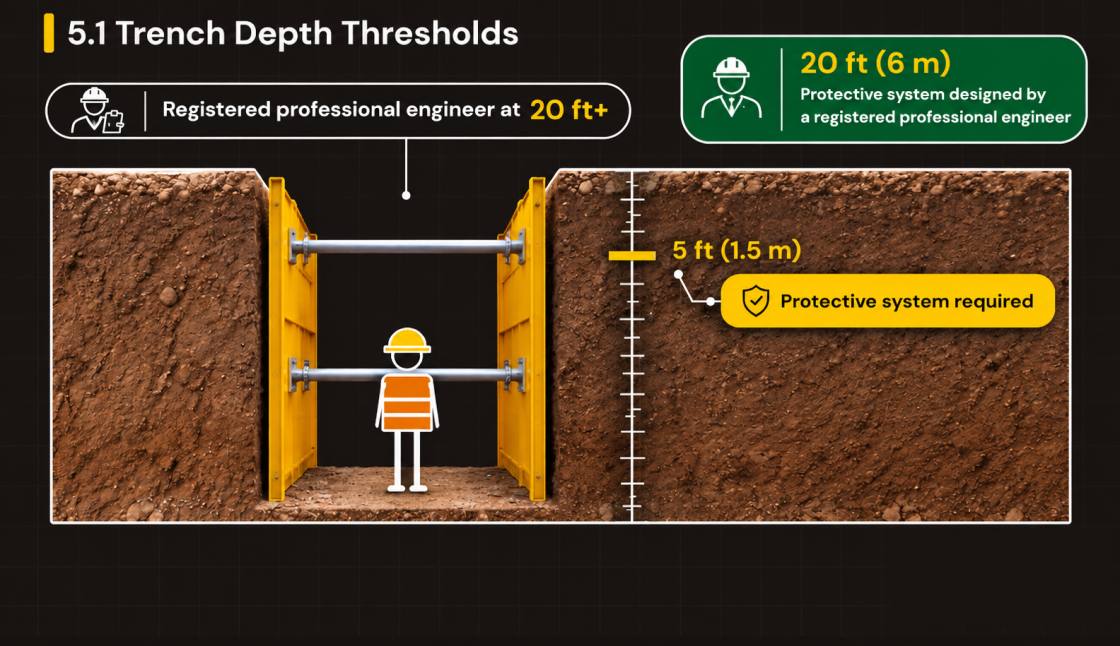 5.1 Trench Depth Thresholds
Registered professional engineer at 20 ft+
20 ft (6 m)
Protective system designed by
a registered professional engineer
5 ft (1.5 m)
Protective system required